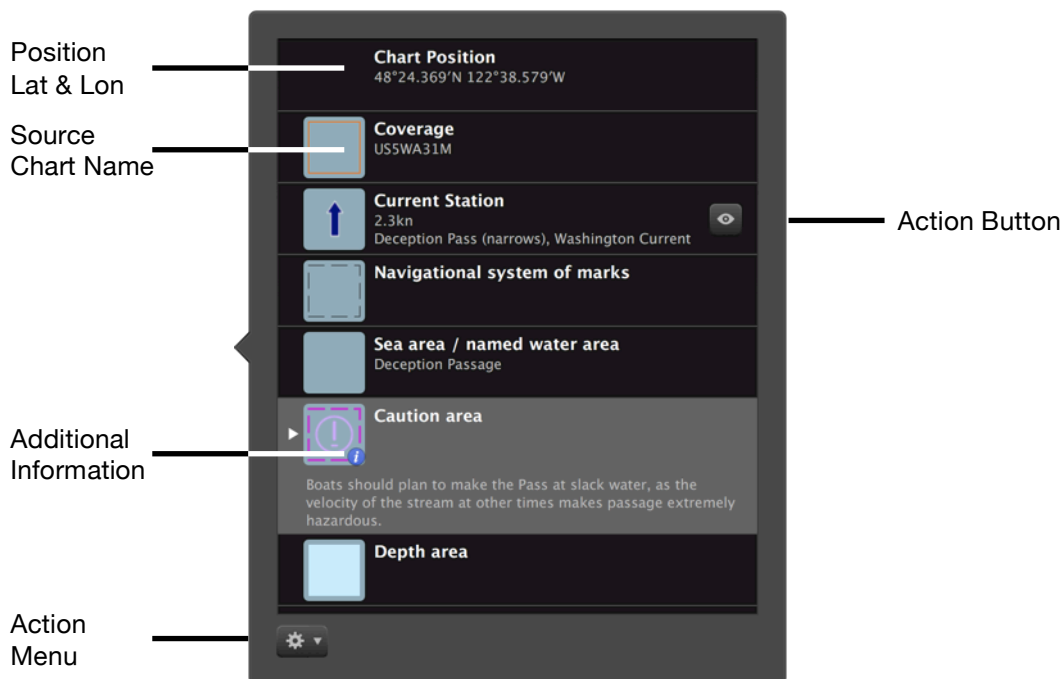 Position
Lat & Lon
Chart Position
48°24.369′N 122°38.579′W
Source
Chart Name
Coverage
US5WA31M
Current Station
2.3kn
Deception Pass (narrows), Washington Current
Action Button
Navigational system of marks
Sea area / named water area
Deception Passage
Additional
Information
Caution area
i
Boats should plan to make the Pass at slack water, as the
velocity of the stream at other times makes passage extremely
hazardous.
Depth area
Action
Menu